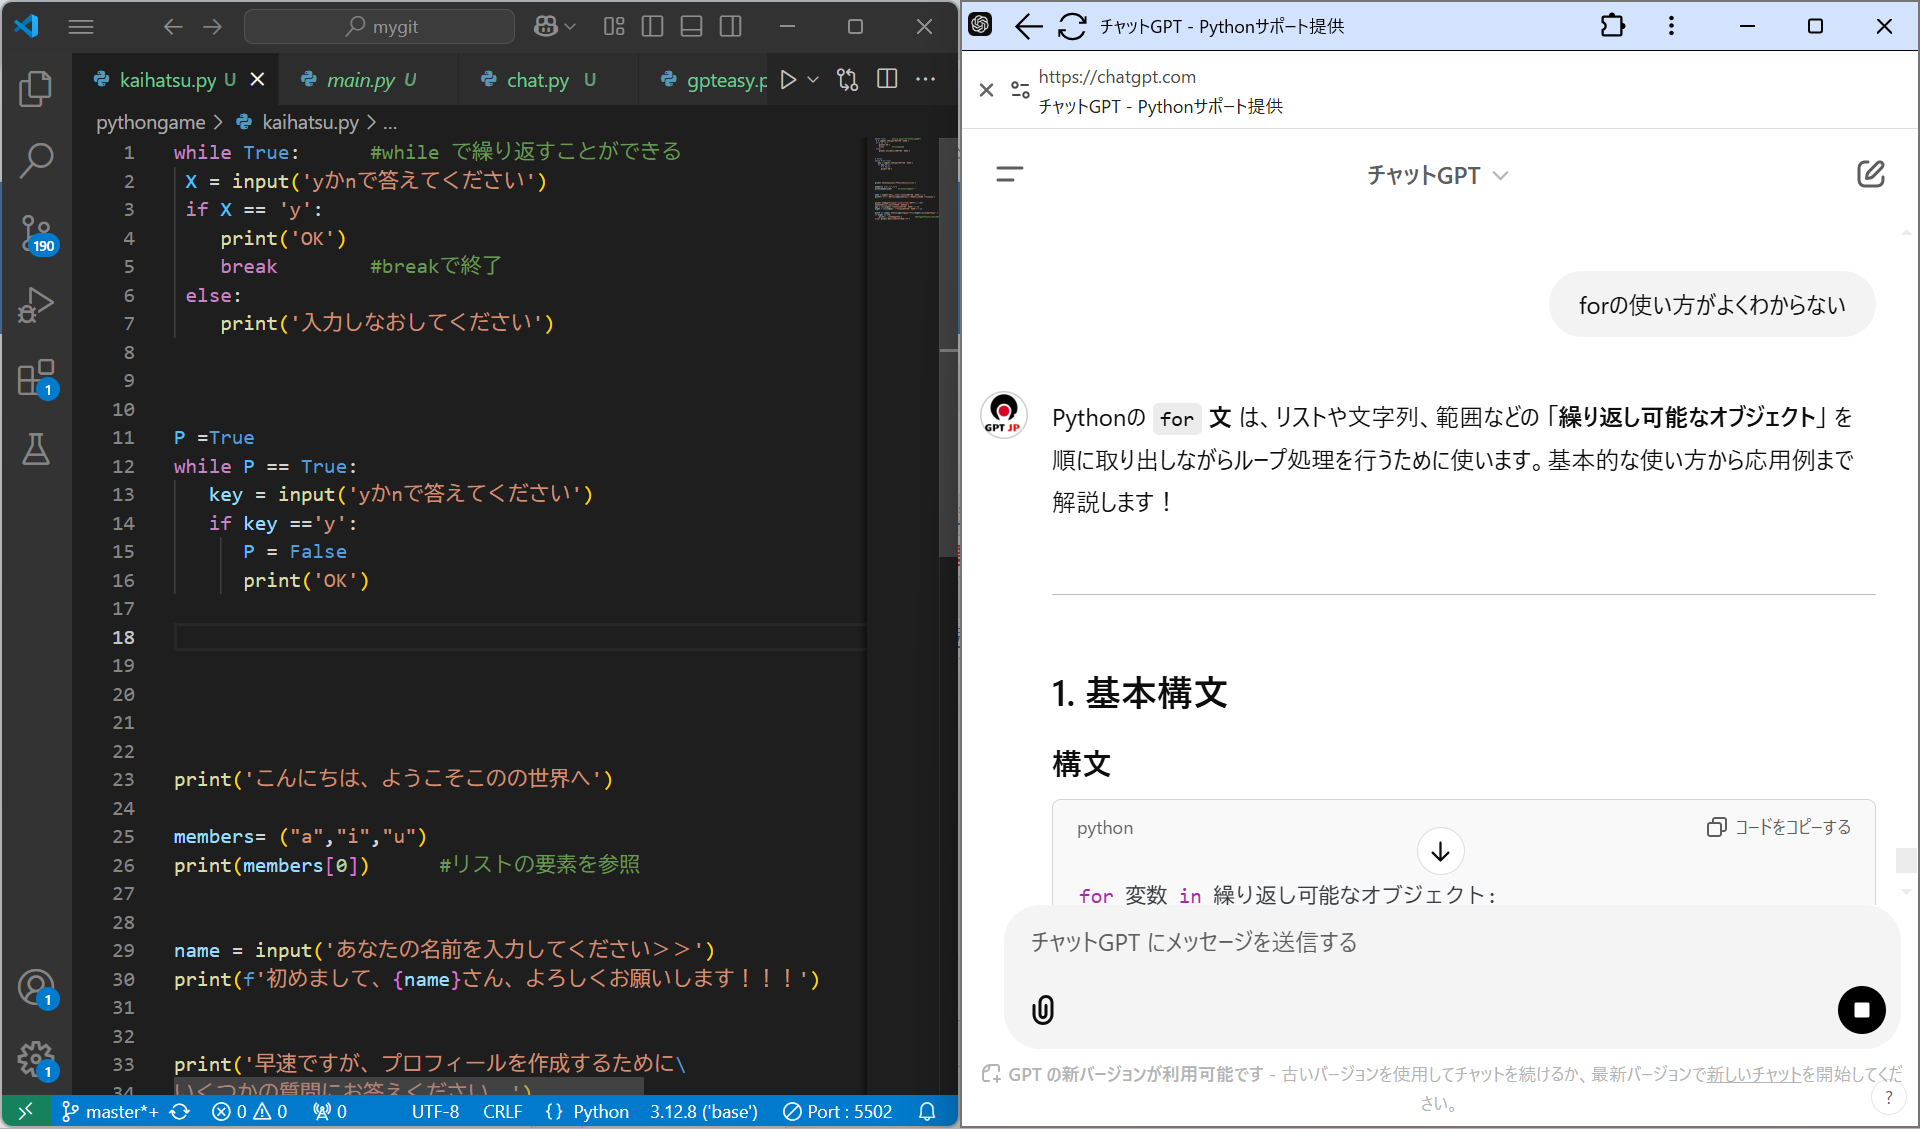 mygit
kaihatsu.py U
main.py U
chat.py U
gpteasy.p
pythongame > kaihatsu.py > ...
1 while True: #while で繰り返すことができる
2 X = input('yかnで答えてください')
3 if X == 'y':
4 print('OK')
5 break #breakで終了
6 else:
7 print('入力しなおしてください')
8
9
10
11 P =True
12 while P == True:
13 key = input('yかnで答えてください')
14 if key =='y':
15 P = False
16 print('OK')
17
18
19
20
21
22
23 print('こんにちは、ようこそこのの世界へ')
24
25 members= ("a","i","u")
26 print(members[0]) #リストの要素を参照
27
28
29 name = input('あなたの名前を入力してください＞＞')
30 print(f'初めまして、{name}さん、よろしくお願いします！！！')
31
32
33 print('早速ですが、プロフィールを作成するために\
34 いくつかの質問にお答えください。')
190
1
1
1
master*+ 0 0 0 UTF-8 CRLF {} Python 3.12.8 ('base') Port : 5502
チャットGPT - Pythonサポート提供
https://chatgpt.com
チャットGPT - Pythonサポート提供
チャットGPT
forの使い方がよくわからない
GPT JP
Pythonの for 文 は、リストや文字列、範囲などの「繰り返し可能なオブジェクト」を
順に取り出しながらループ処理を行うために使います。基本的な使い方から応用例まで
解説します！
1. 基本構文
構文
python コードをコピーする
for 変数 in 繰り返し可能なオブジェクト:
チャットGPT にメッセージを送信する
GPT の新バージョンが利用可能です - 古いバージョンを使用してチャットを続けるか、最新バージョンで新しいチャットを開始してくだ
さい。
?